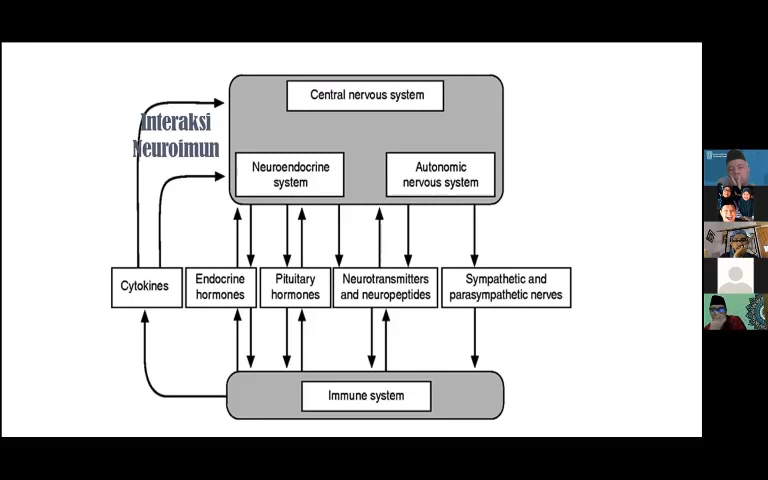 Central nervous system
Interaksi
Neuroimun
Neuroendocrine
system
Autonomic
nervous system
Cytokines
Endocrine
hormones
Pituitary
hormones
Neurotransmitters
and neuropeptides
Sympathetic and
parasympathetic nerves
Immune system